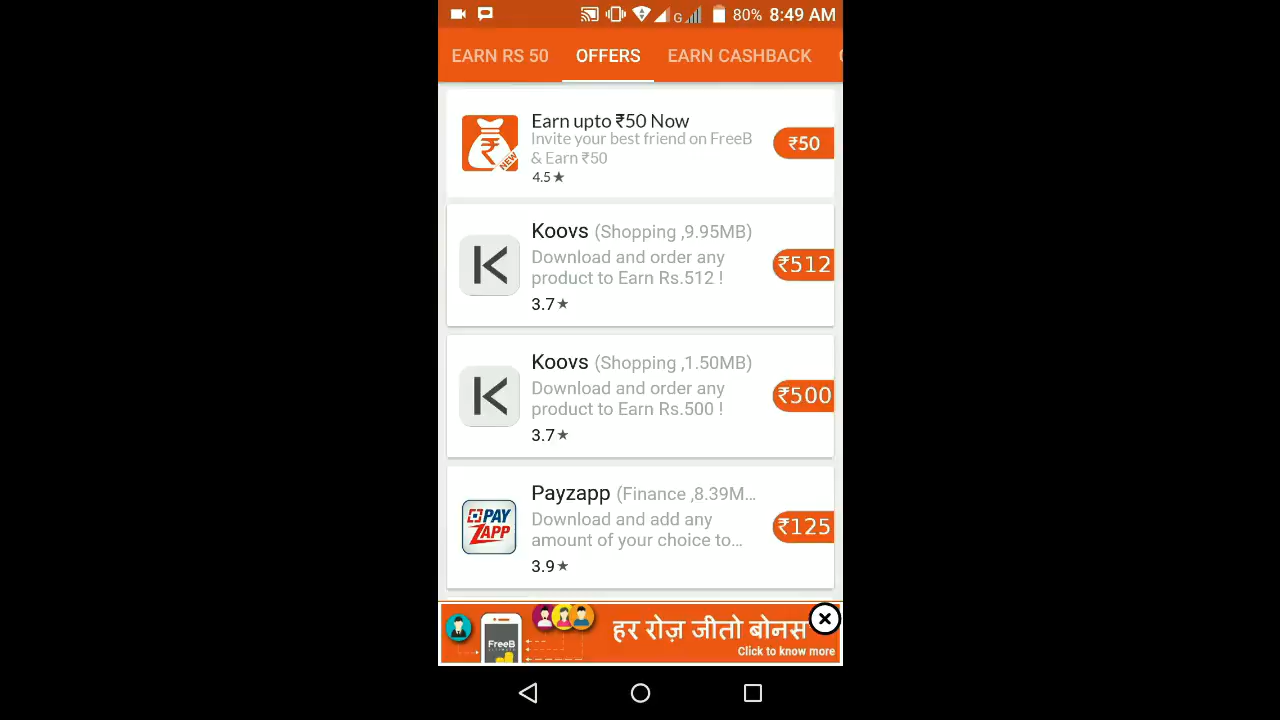 G 80% 8:49 AM
EARN RS 50 OFFERS EARN CASHBACK
Earn upto ₹50 Now
Invite your best friend on FreeB
& Earn ₹50
4.5★
₹50
₹
NEW
Koovs (Shopping ,9.95MB)
Download and order any
product to Earn Rs.512 !
3.7★
₹512
K
Koovs (Shopping ,1.50MB)
Download and order any
product to Earn Rs.500 !
3.7★
₹500
K
Payzapp (Finance ,8.39M…
Download and add any
amount of your choice to…
3.9★
₹125
PAY
ZAPP
FreeB
हर रोज़ जीतो बोनस
Click to know more